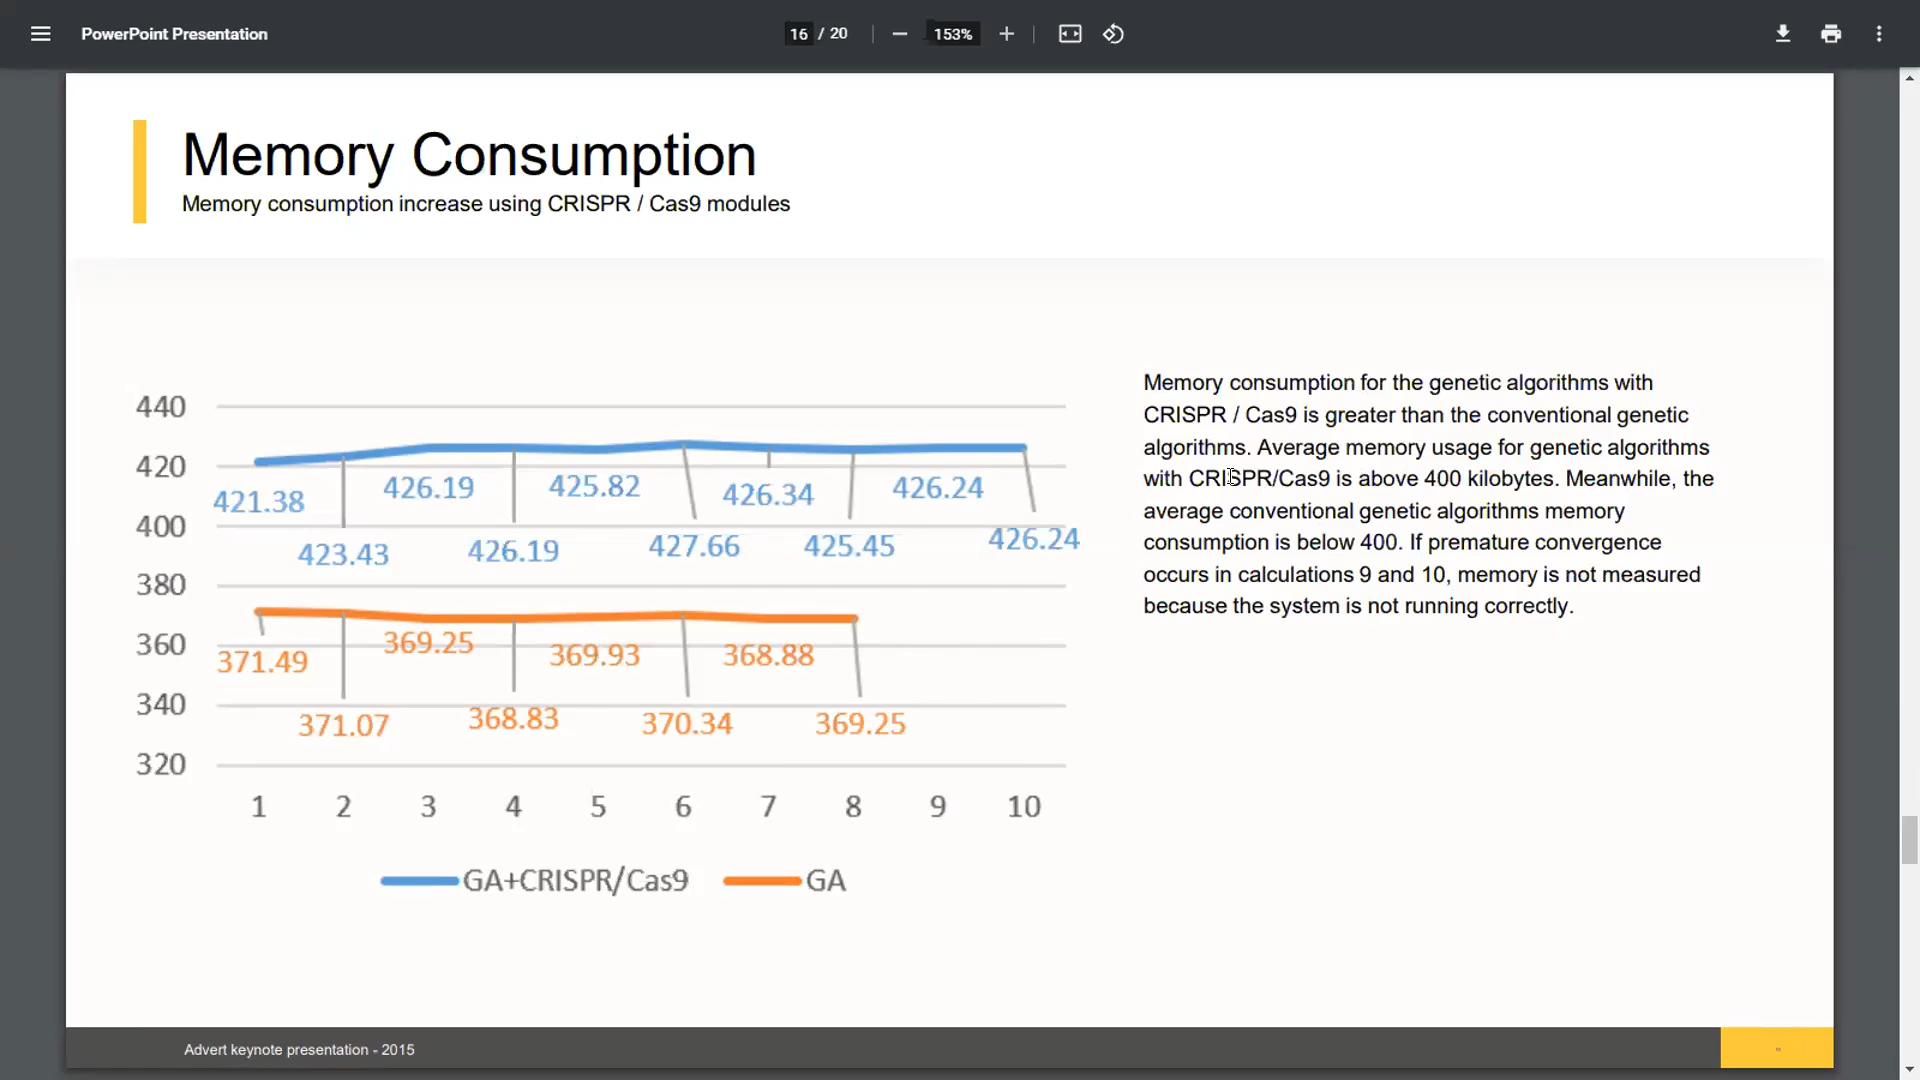 PowerPoint Presentation
16 / 20
153%
Memory Consumption
Memory consumption increase using CRISPR / Cas9 modules
440
420
400
380
360
340
320
421.38
423.43
426.19
426.19
425.82
427.66
426.34
425.45
426.24
426.24
371.49
371.07
369.25
368.83
369.93
370.34
368.88
369.25
1 2 3 4 5 6 7 8 9 10
GA+CRISPR/Cas9 GA
Memory consumption for the genetic algorithms with
CRISPR / Cas9 is greater than the conventional genetic
algorithms. Average memory usage for genetic algorithms
with CRISPR/Cas9 is above 400 kilobytes. Meanwhile, the
average conventional genetic algorithms memory
consumption is below 400. If premature convergence
occurs in calculations 9 and 10, memory is not measured
because the system is not running correctly.
Advert keynote presentation - 2015